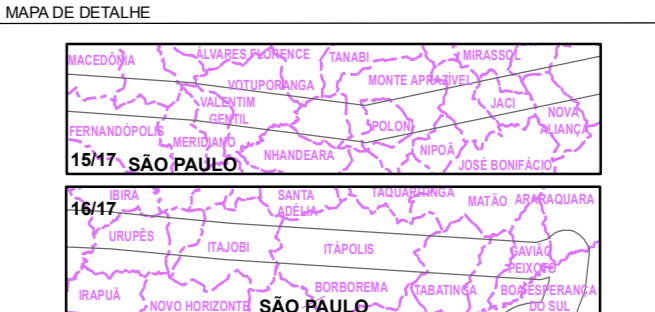 MAPA DE DETALHE
MACEDÔNIA
ÁLVARES FLORENCE
TANABI
MIRASSOL
VOTUPORANGA
MONTE APRAZÍVEL
VALENTIM
GENTIL
JACI
NOVA
ALIANÇA
FERNANDÓPOLIS
MERIDIANO
POLONI
NHANDEARA
NIPOÃ
JOSÉ BONIFÁCIO
15/17 SÃO PAULO
IBIRÁ
SANTA
ADÉLIA
TAQUARITINGA
MATÃO
ARARAQUARA
16/17
URUPÊS
ITAJOBI
ITÁPOLIS
GAVIÃO
PEIXOTO
IRAPUÃ
NOVO HORIZONTE
BORBOREMA
TABATINGA
BOA ESPERANÇA
DO SUL
SÃO PAULO